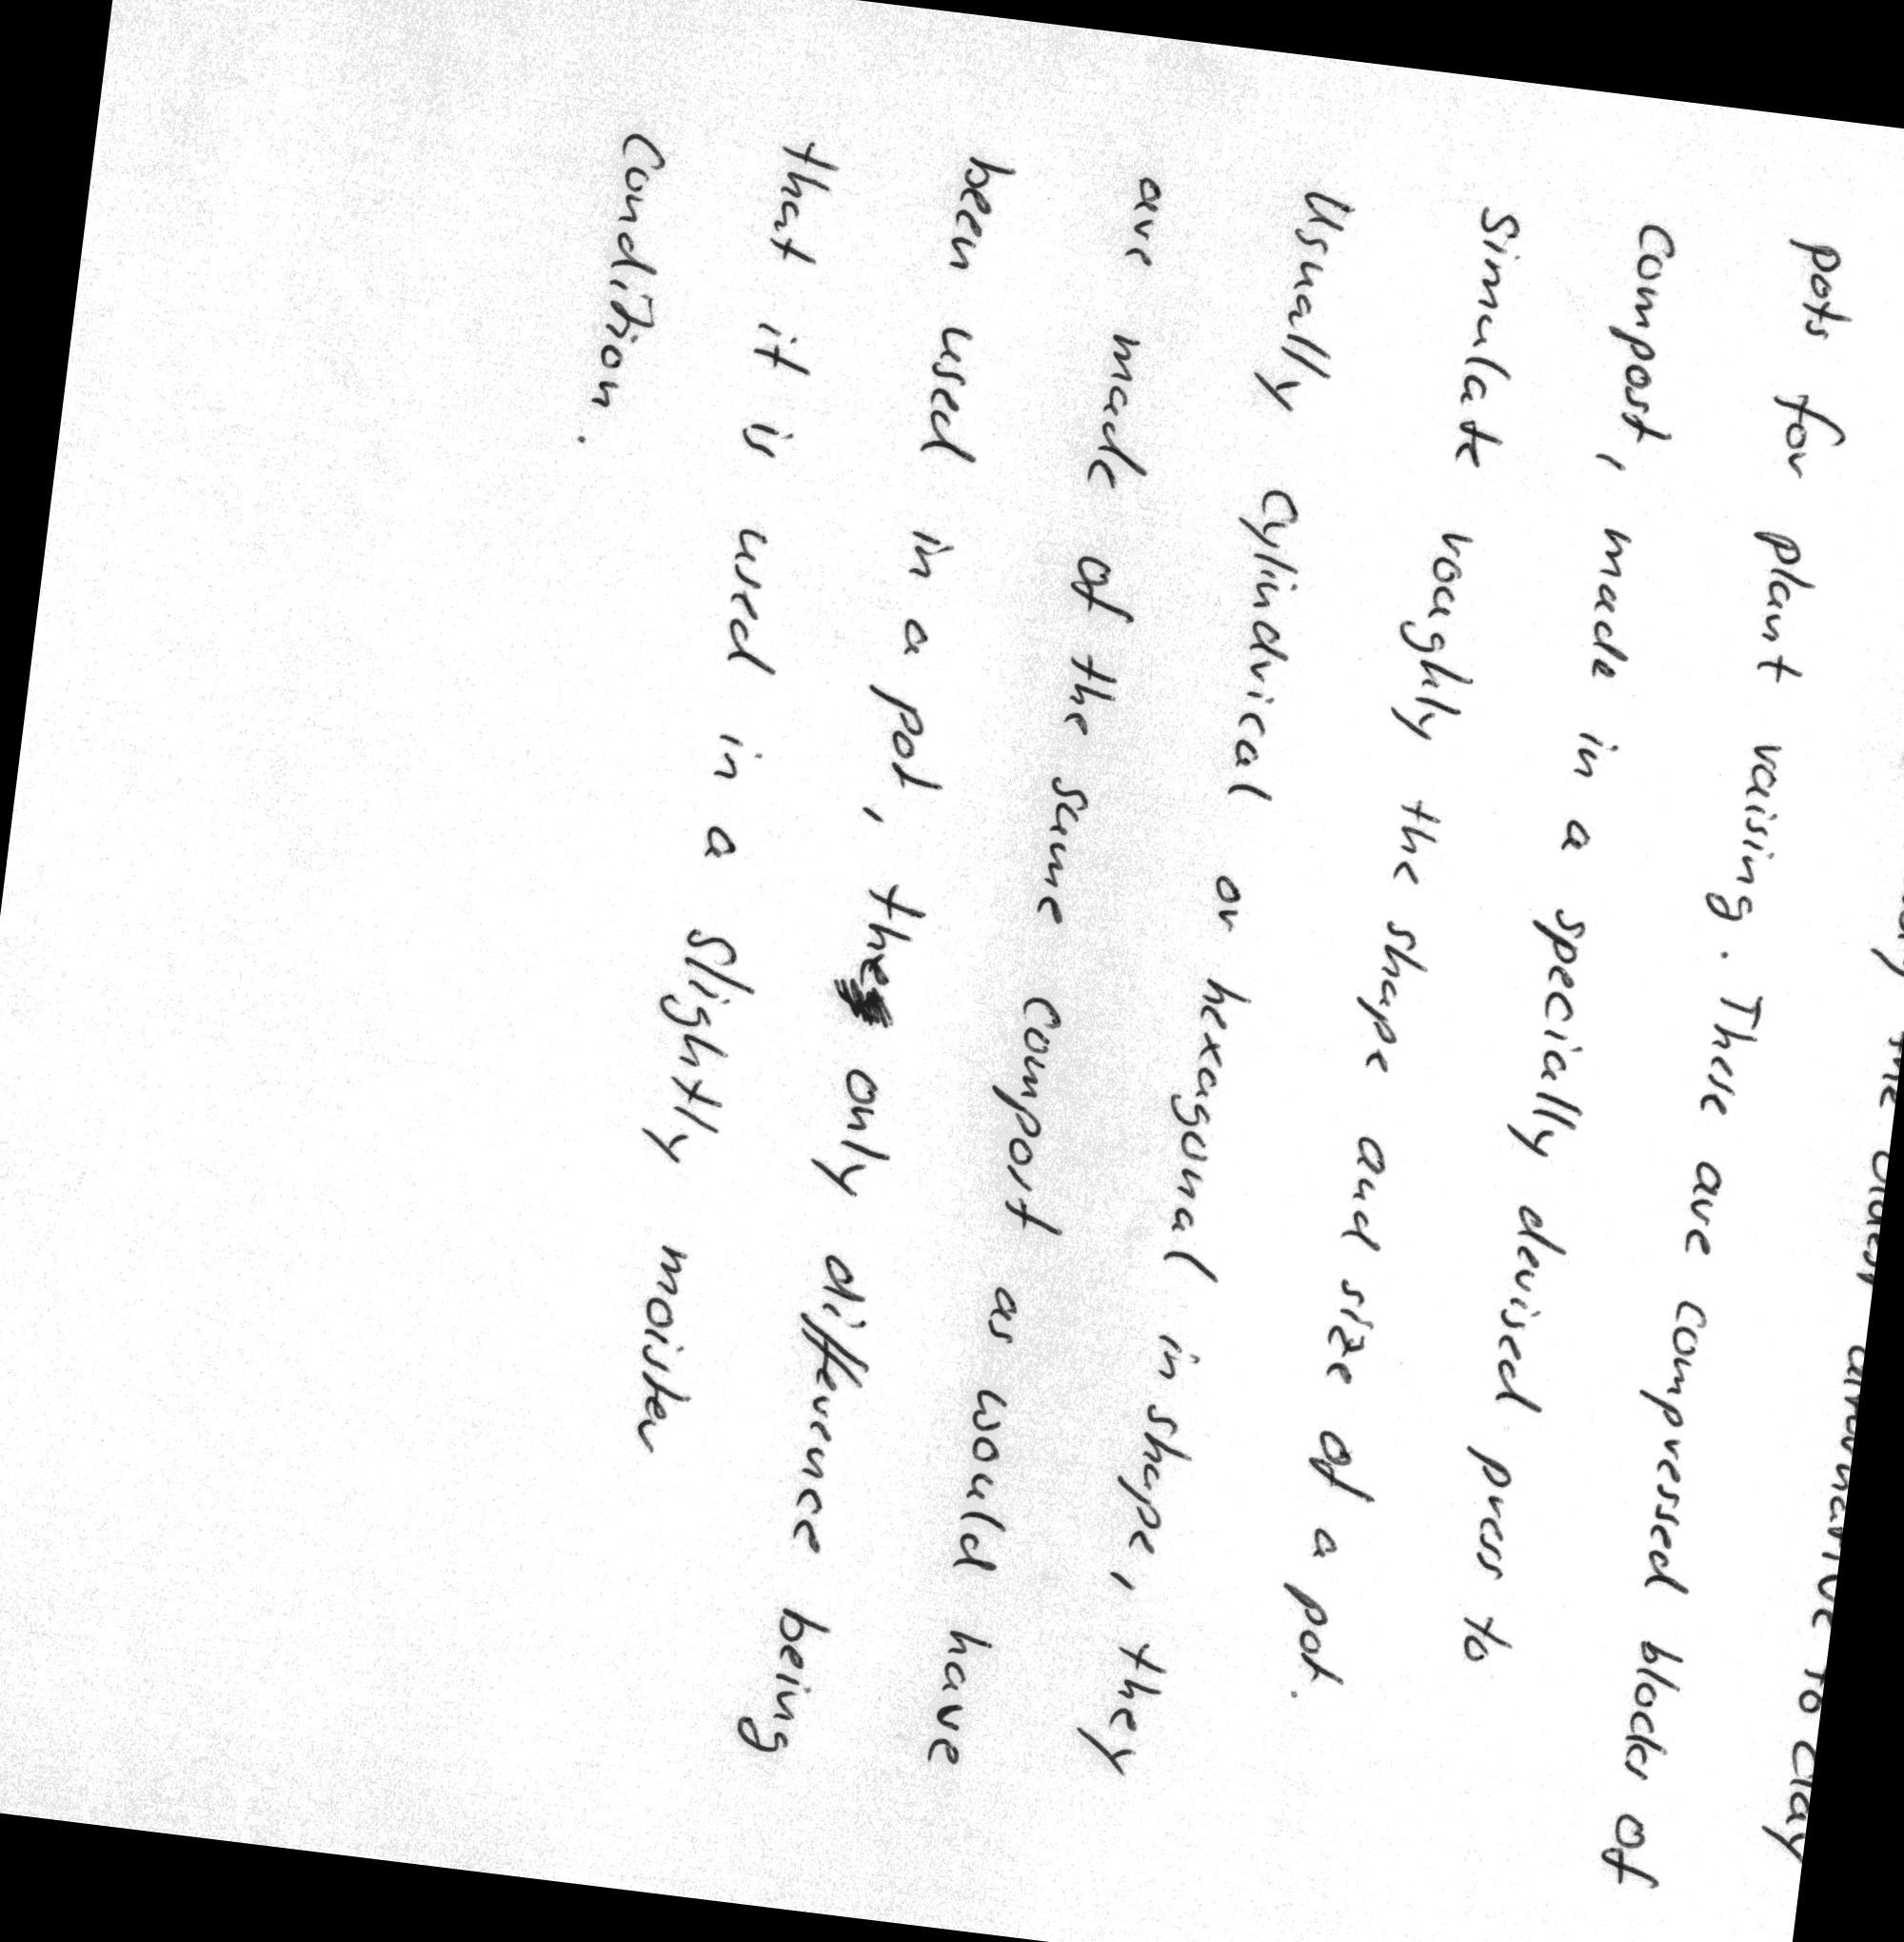 the oldest alternative to clay
pots for plant raising. These are compressed blocks of
compost, made in a specially devised press to
simulate roughly the shape and size of a pot.
Usually cylindrical or hexagonal in shape, they
are made of the same compost as would have
been used in a pot, the only difference being
that it is used in a slightly moister
condition.